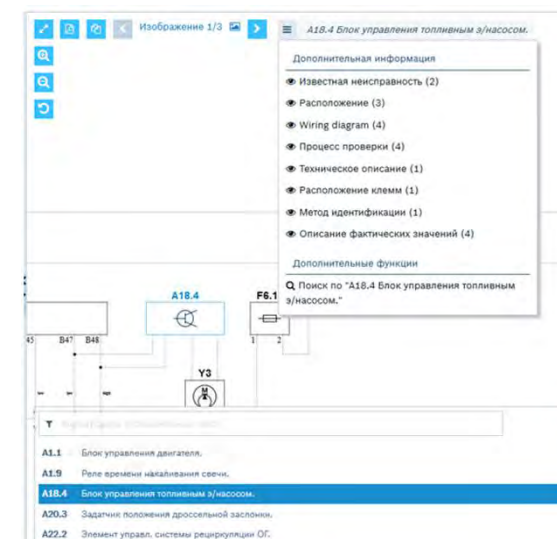 Изображение 1/3
A18.4 Блок управления топливным э/насосом.
Дополнительная информация
Известная неисправность (2)
Расположение (3)
Wiring diagram (4)
Процесс проверки (4)
Техническое описание (1)
Расположение клемм (1)
Метод идентификации (1)
Описание фактических значений (4)
Дополнительные функции
Поиск по "A18.4 Блок управления топливным
э/насосом."
A18.4
F6.1
45 B47 B48 1 2
Y3
M
A1.1 Блок управления двигателя.
A1.9 Реле времени накаливания свечи.
A18.4 Блок управления топливным э/насосом.
A20.3 Задатчик положения дроссельной заслонки.
A22.2 Элемент управл. системы рециркуляции ОГ.